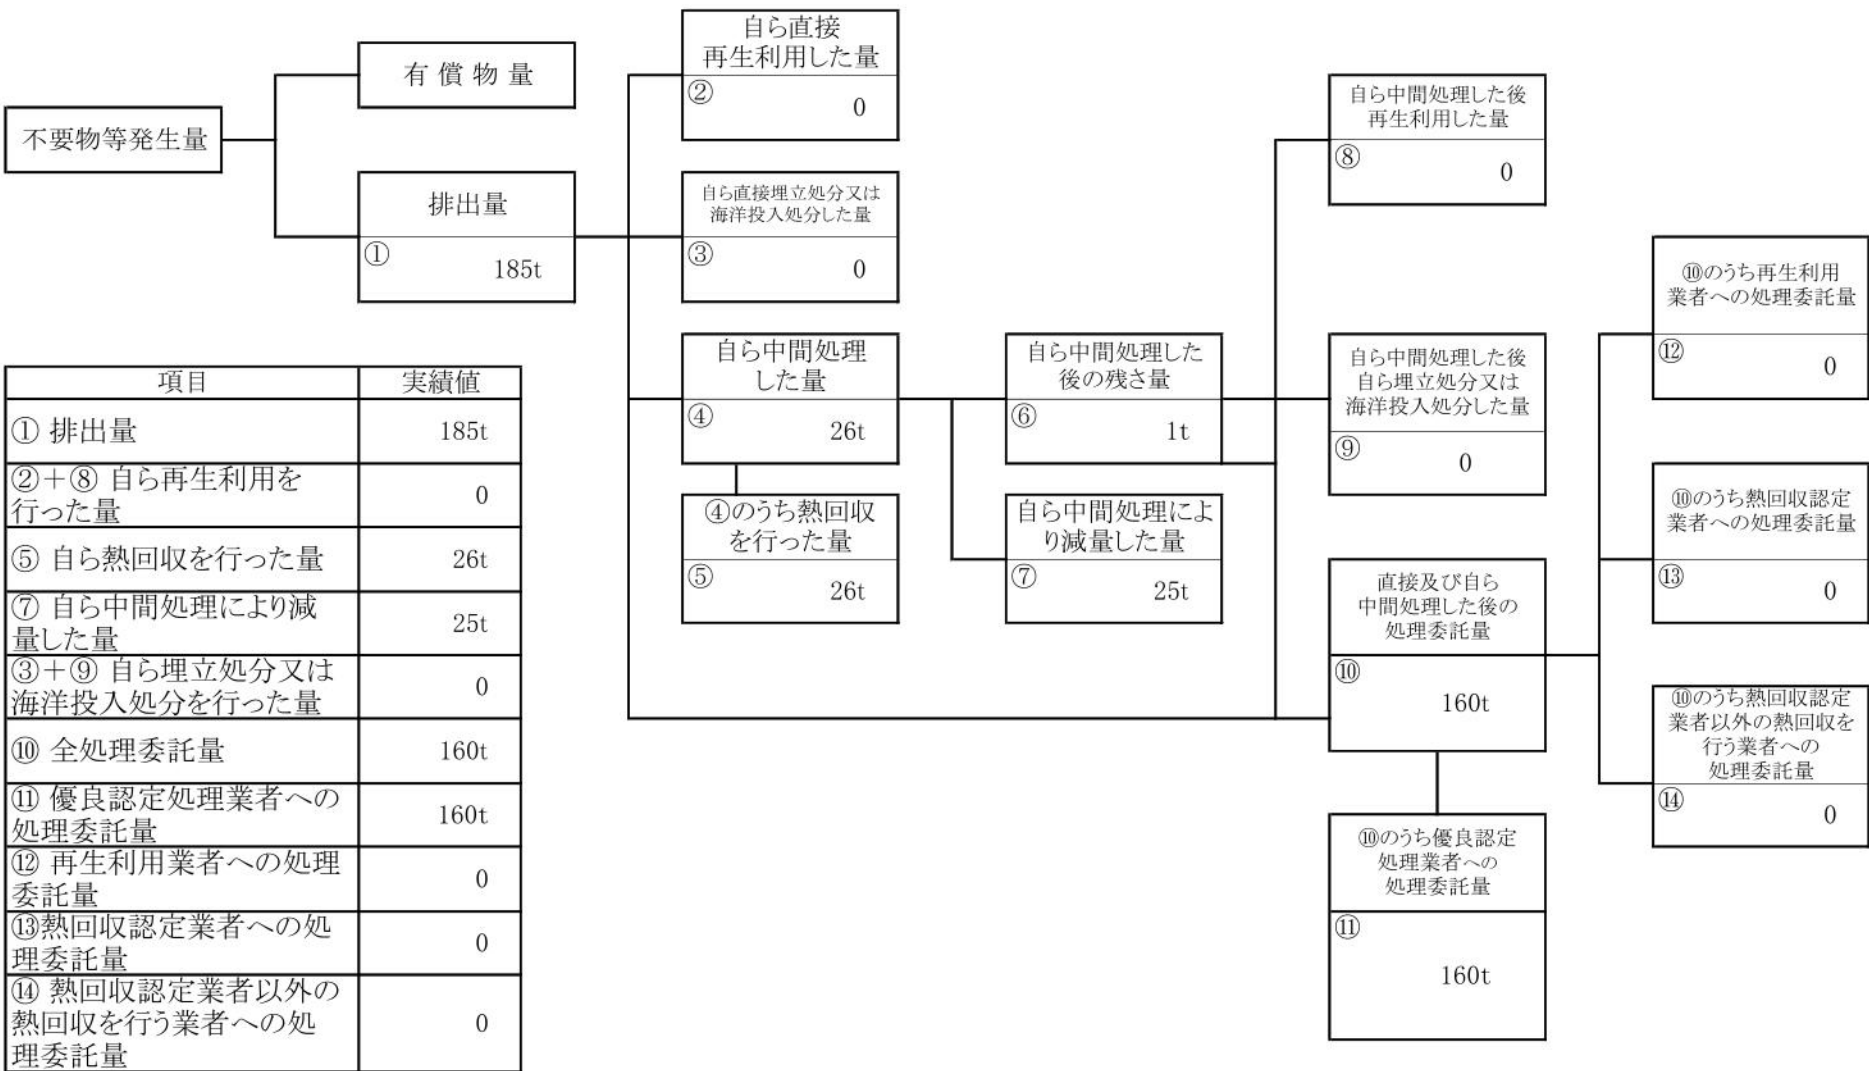 不要物等発生量
有償物量
排出量
①
185t
自ら直接
再生利用した量
②
0
自ら直接埋立処分又は
海洋投入処分した量
③
0
自ら中間処理
した量
④
26t
④のうち熱回収
を行った量
⑤
26t
自ら中間処理した
後の残さ量
⑥
1t
自ら中間処理によ
り減量した量
⑦
25t
自ら中間処理した後
再生利用した量
⑧
0
自ら中間処理した後
自ら埋立処分又は
海洋投入処分した量
⑨
0
直接及び自ら
中間処理した後の
処理委託量
⑩
160t
⑩のうち優良認定
処理業者への
処理委託量
⑪
160t
⑩のうち再生利用
業者への処理委託量
⑫
0
⑩のうち熱回収認定
業者への処理委託量
⑬
0
⑩のうち熱回収認定
業者以外の熱回収を
行う業者への
処理委託量
⑭
0
項目 実績値
① 排出量 185t
②+⑧ 自ら再生利用を
行った量
0
⑤ 自ら熱回収を行った量 26t
⑦ 自ら中間処理により減
量した量
25t
③+⑨ 自ら埋立処分又は
海洋投入処分を行った量
0
⑩ 全処理委託量 160t
⑪ 優良認定処理業者への
処理委託量
160t
⑫ 再生利用業者への処理
委託量
0
⑬熱回収認定業者への処
理委託量
0
⑭ 熱回収認定業者以外の
熱回収を行う業者への処
理委託量
0